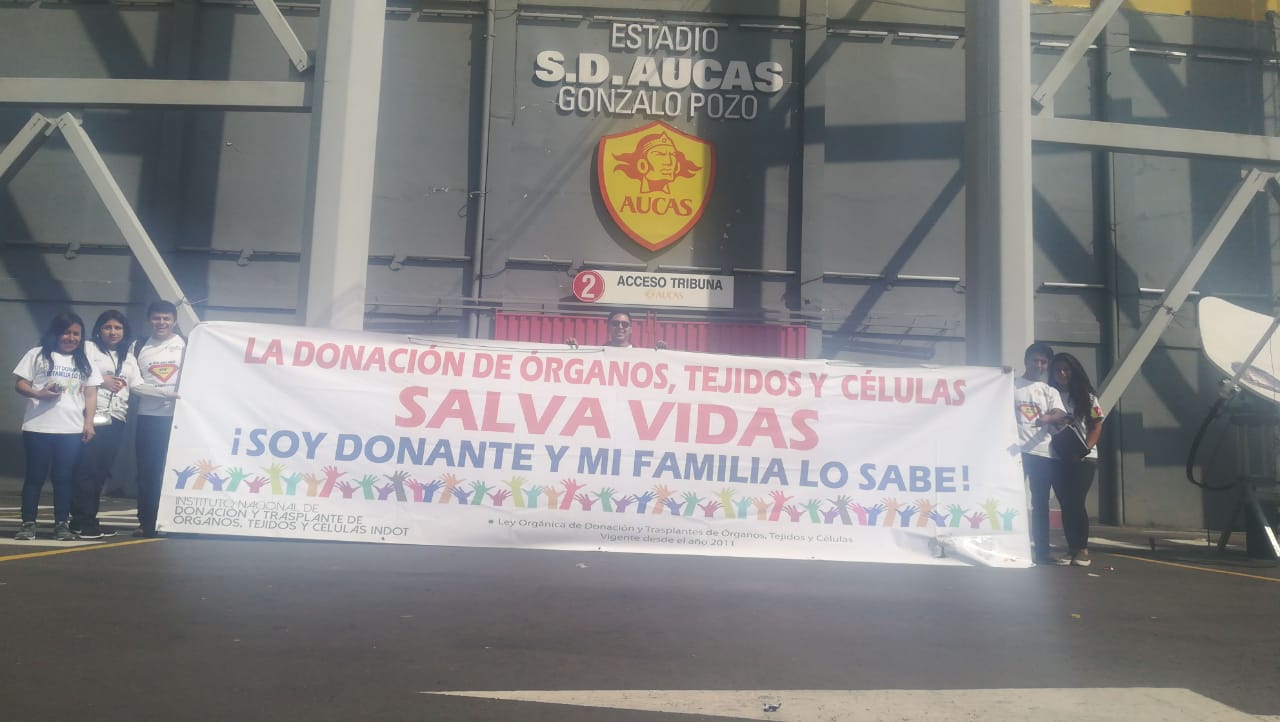 ESTADIO
S.D. AUCAS
GONZALO POZO
AUCAS
2 ACCESO TRIBUNA
AUCAS
LA DONACIÓN DE ÓRGANOS, TEJIDOS Y CÉLULAS
SALVA VIDAS
¡SOY DONANTE Y MI FAMILIA LO SABE!
INSTITUTO NACIONAL DE
DONACIÓN Y TRASPLANTE DE
ÓRGANOS, TEJIDOS Y CÉLULAS INDOT
Ley Orgánica de Donación y Trasplantes de Órganos, Tejidos y Células
Vigente desde el año 2011